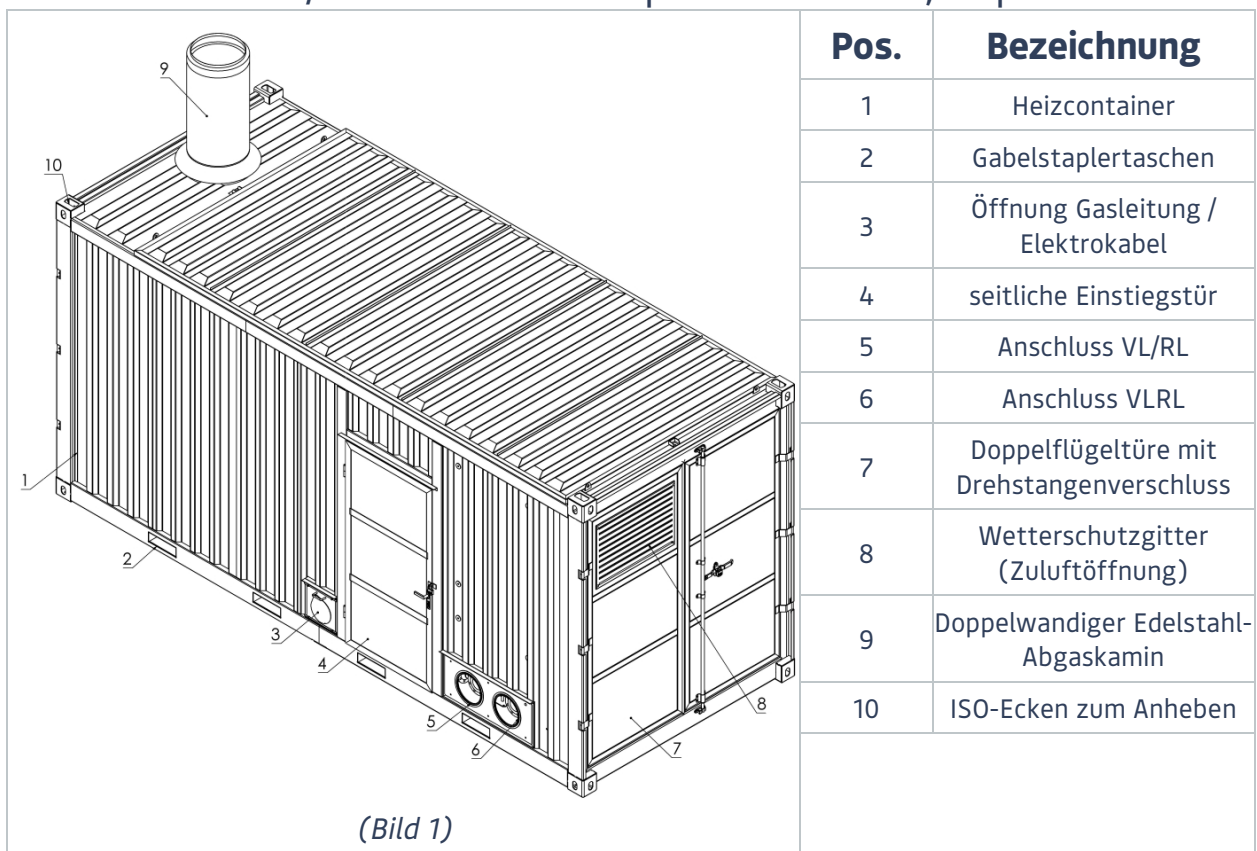 Pos. Bezeichnung
1 Heizcontainer
2 Gabelstaplertaschen
3 Öffnung Gasleitung /
Elektrokabel
4 seitliche Einstiegstür
5 Anschluss VL/RL
6 Anschluss VLRL
7 Doppelflügeltüre mit
Drehstangenverschluss
8 Wetterschutzgitter
(Zuluftöffnung)
9 Doppelwandiger Edelstahl-
Abgaskamin
10 ISO-Ecken zum Anheben
9
10
1
2
3
4
5
6
7
8
(Bild 1)